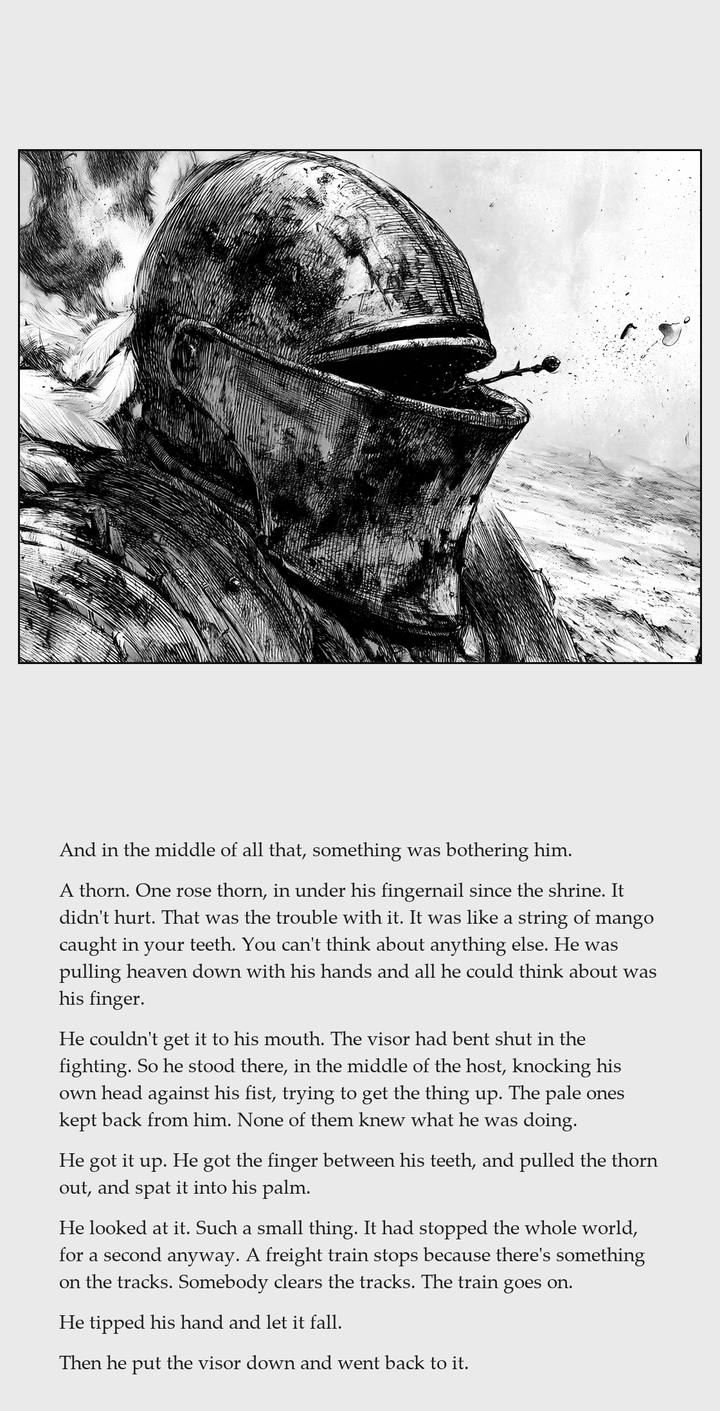 And in the middle of all that, something was bothering him.
A thorn. One rose thorn, in under his fingernail since the shrine. It
didn't hurt. That was the trouble with it. It was like a string of mango
caught in your teeth. You can't think about anything else. He was
pulling heaven down with his hands and all he could think about was
his finger.
He couldn't get it to his mouth. The visor had bent shut in the
fighting. So he stood there, in the middle of the host, knocking his
own head against his fist, trying to get the thing up. The pale ones
kept back from him. None of them knew what he was doing.
He got it up. He got the finger between his teeth, and pulled the thorn
out, and spat it into his palm.
He looked at it. Such a small thing. It had stopped the whole world,
for a second anyway. A freight train stops because there's something
on the tracks. Somebody clears the tracks. The train goes on.
He tipped his hand and let it fall.
Then he put the visor down and went back to it.